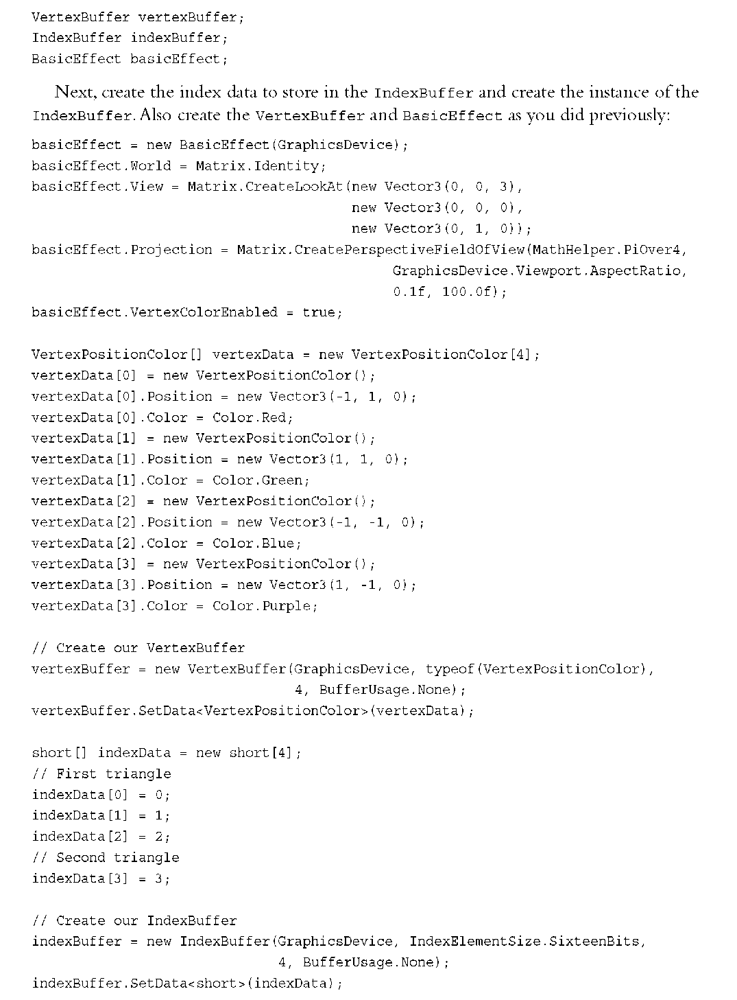 VertexBuffer vertexBuffer;
IndexBuffer indexBuffer;
BasicEffect basicEffect;
Next, create the index data to store in the IndexBuffer and create the instance of the
IndexBuffer. Also create the VertexBuffer and BasicEffect as you did previously:
basicEffect = new BasicEffect(GraphicsDevice);
basicEffect.World = Matrix.Identity;
basicEffect.View = Matrix.CreateLookAt(new Vector3(0, 0, 3),
new Vector3(0, 0, 0),
new Vector3(0, 1, 0));
basicEffect.Projection = Matrix.CreatePerspectiveFieldOfView(MathHelper.PiOver4,
GraphicsDevice.Viewport.AspectRatio,
0.1f, 100.0f);
basicEffect.VertexColorEnabled = true;
VertexPositionColor[] vertexData = new VertexPositionColor[4];
vertexData[0] = new VertexPositionColor();
vertexData[0].Position = new Vector3(-1, 1, 0);
vertexData[0].Color = Color.Red;
vertexData[1] = new VertexPositionColor();
vertexData[1].Position = new Vector3(1, 1, 0);
vertexData[1].Color = Color.Green;
vertexData[2] = new VertexPositionColor();
vertexData[2].Position = new Vector3(-1, -1, 0);
vertexData[2].Color = Color.Blue;
vertexData[3] = new VertexPositionColor();
vertexData[3].Position = new Vector3(1, -1, 0);
vertexData[3].Color = Color.Purple;
// Create our VertexBuffer
vertexBuffer = new VertexBuffer(GraphicsDevice, typeof(VertexPositionColor),
4, BufferUsage.None);
vertexBuffer.SetData<VertexPositionColor>(vertexData);
short[] indexData = new short[4];
// First triangle
indexData[0] = 0;
indexData[1] = 1;
indexData[2] = 2;
// Second triangle
indexData[3] = 3;
// Create our IndexBuffer
indexBuffer = new IndexBuffer(GraphicsDevice, IndexElementSize.SixteenBits,
4, BufferUsage.None);
indexBuffer.SetData<short>(indexData);